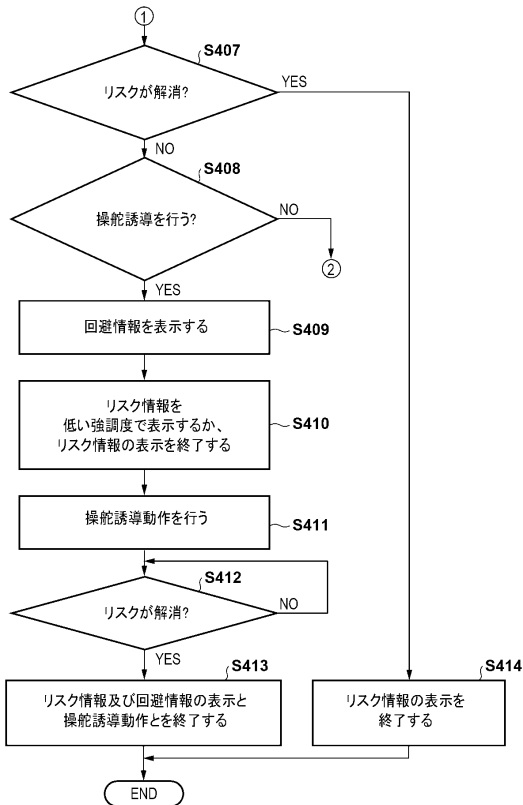 1
S407
リスクが解消?
YES
NO
S408
操舵誘導を行う?
NO
2
YES
回避情報を表示する
S409
リスク情報を
低い強調度で表示するか、
リスク情報の表示を終了する
S410
操舵誘導動作を行う
S411
S412
リスクが解消?
NO
YES
S413
リスク情報及び回避情報の表示と
操舵誘導動作とを終了する
S414
リスク情報の表示を
終了する
END